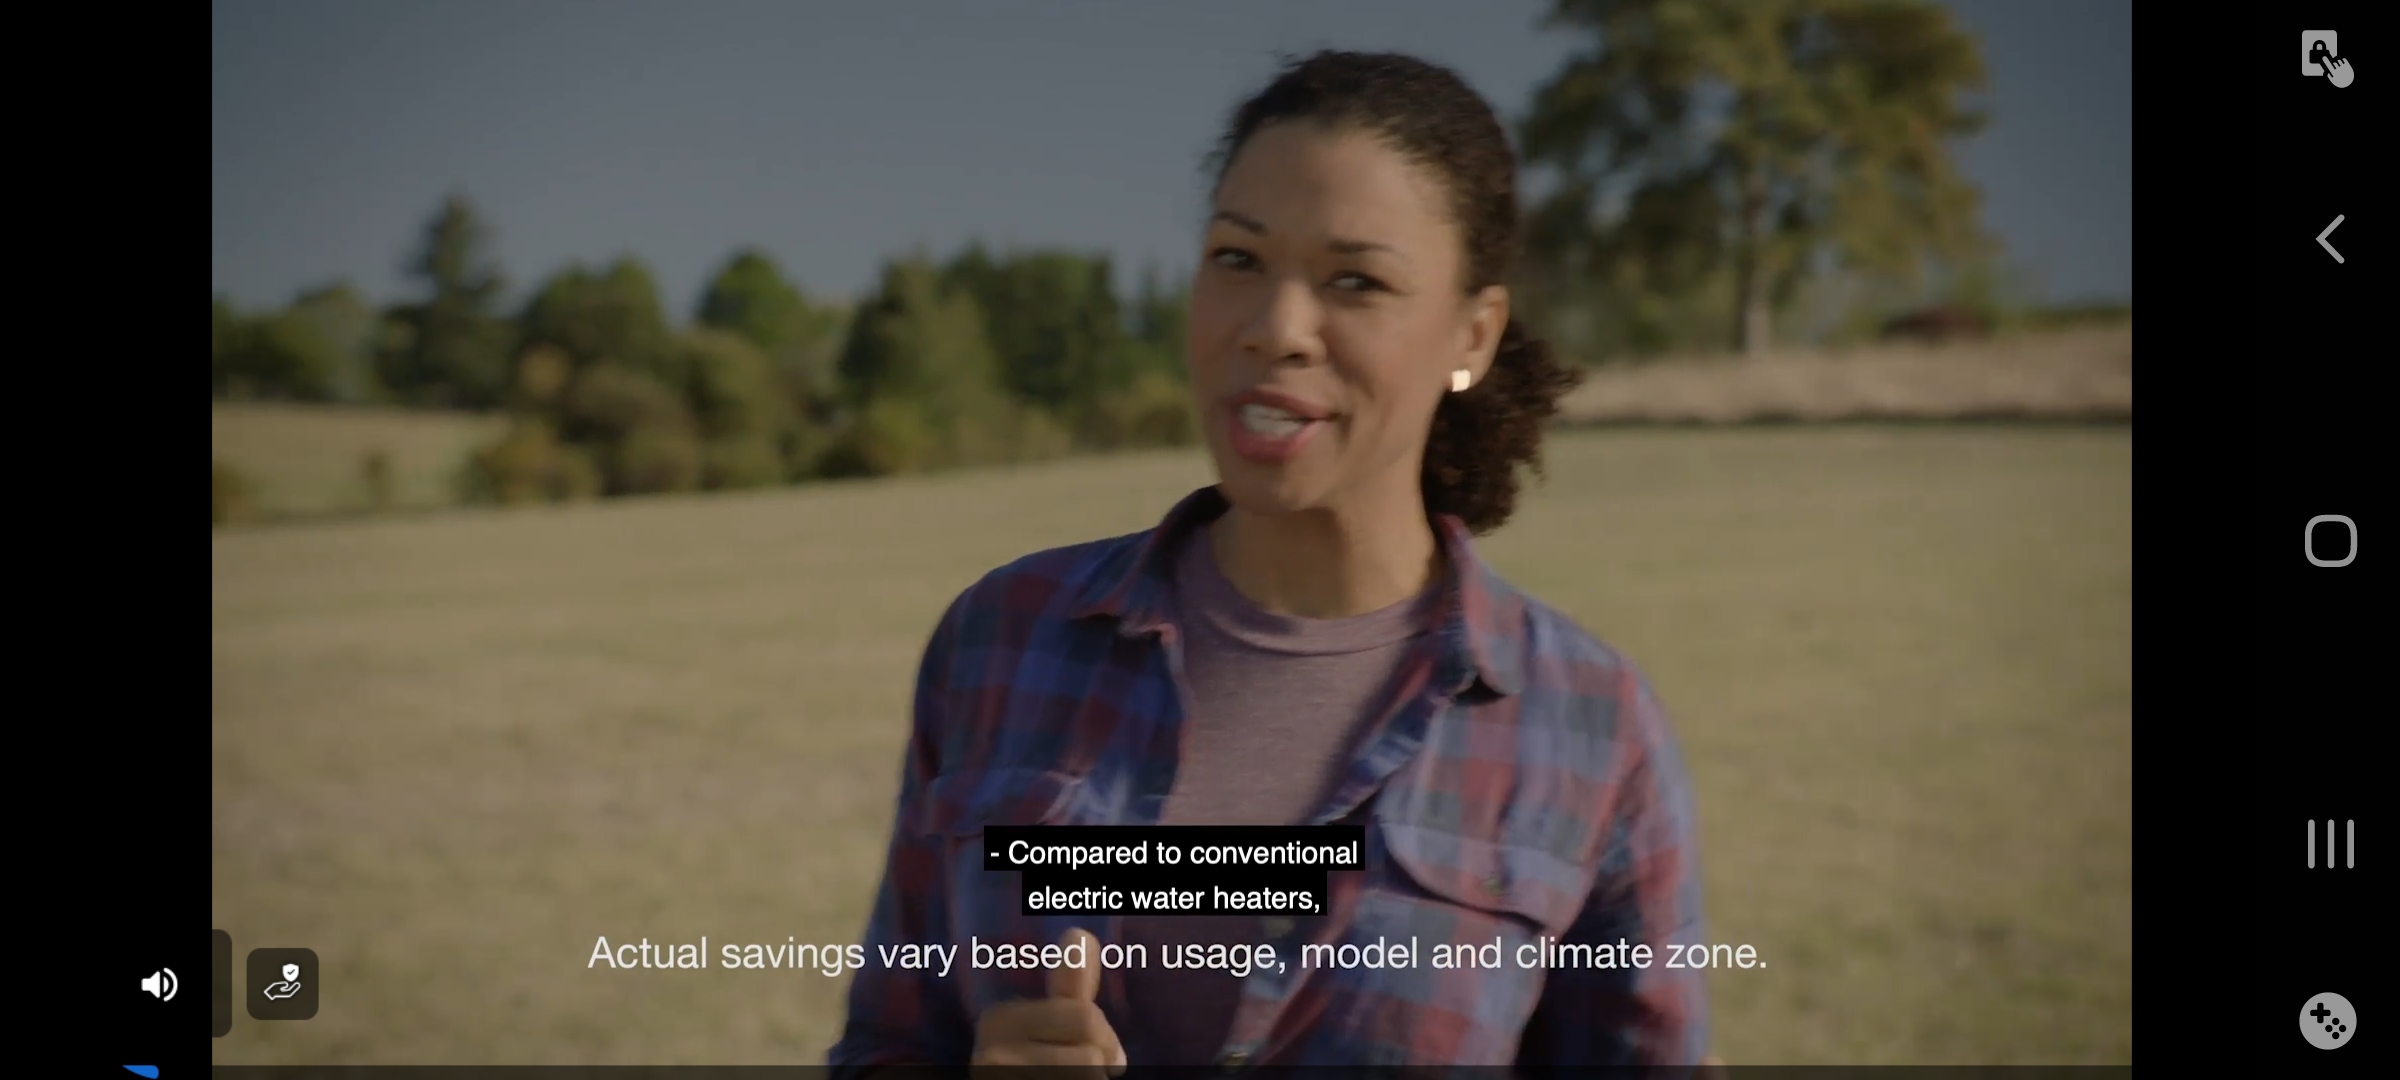 - Compared to conventional
electric water heaters,
Actual savings vary based on usage, model and climate zone.